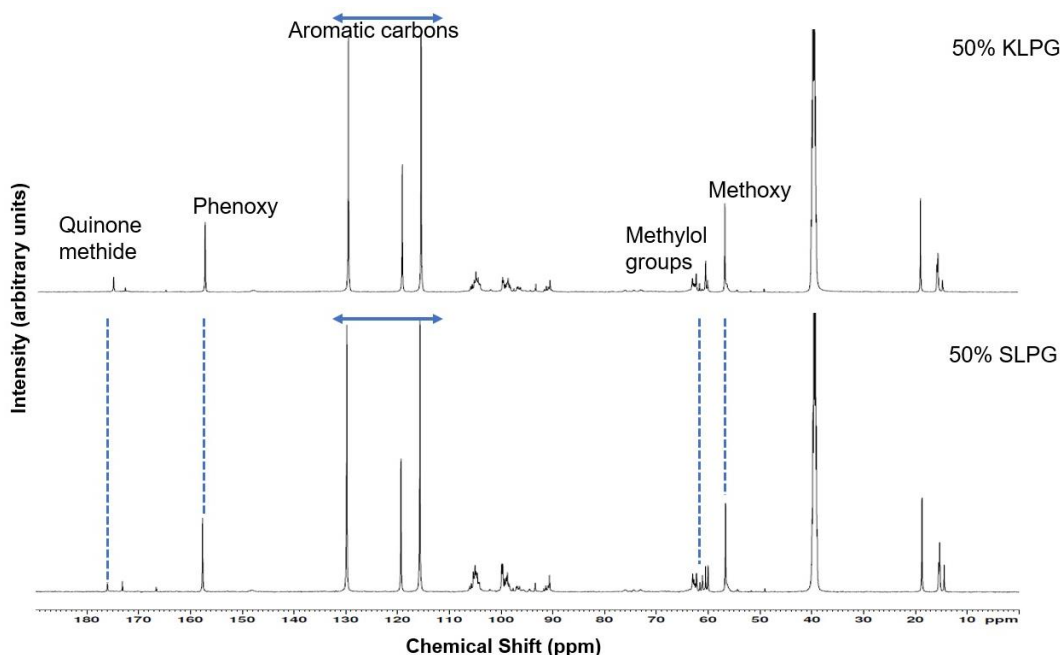 Aromatic carbons
50% KLPG
Methoxy
Phenoxy
Quinone
methide
Methylol
groups
50% SLPG
Intensity (arbitrary units)
180 170 160 150 140 130 120 110 100 90 80 70 60 50 40 30 20 10 ppm
Chemical Shift (ppm)